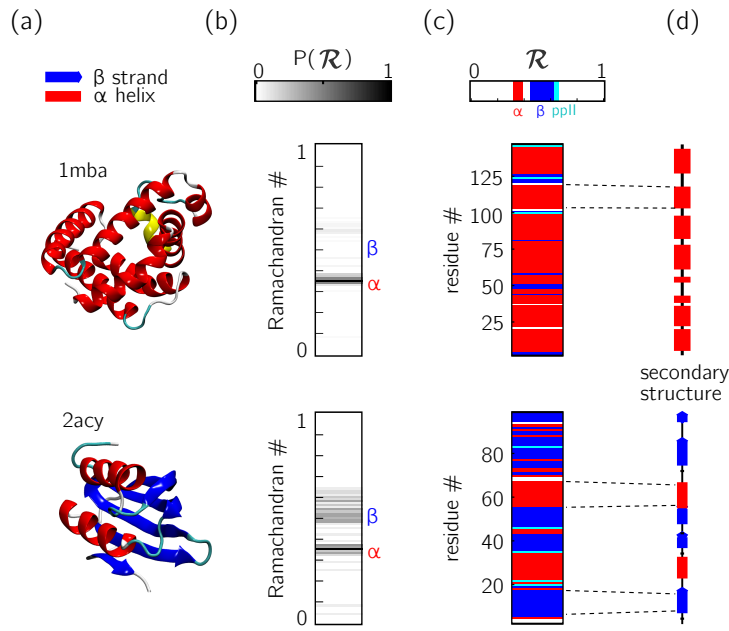 (a)
β strand
α helix
1mba
2acy
(b)
P(ℛ)
0 1
Ramachandran #
1
β
α
0
Ramachandran #
1
β
α
0
(c)
ℛ
0 1
α β ppII
residue #
125
100
75
50
25
residue #
80
60
40
20
(d)
secondary
structure